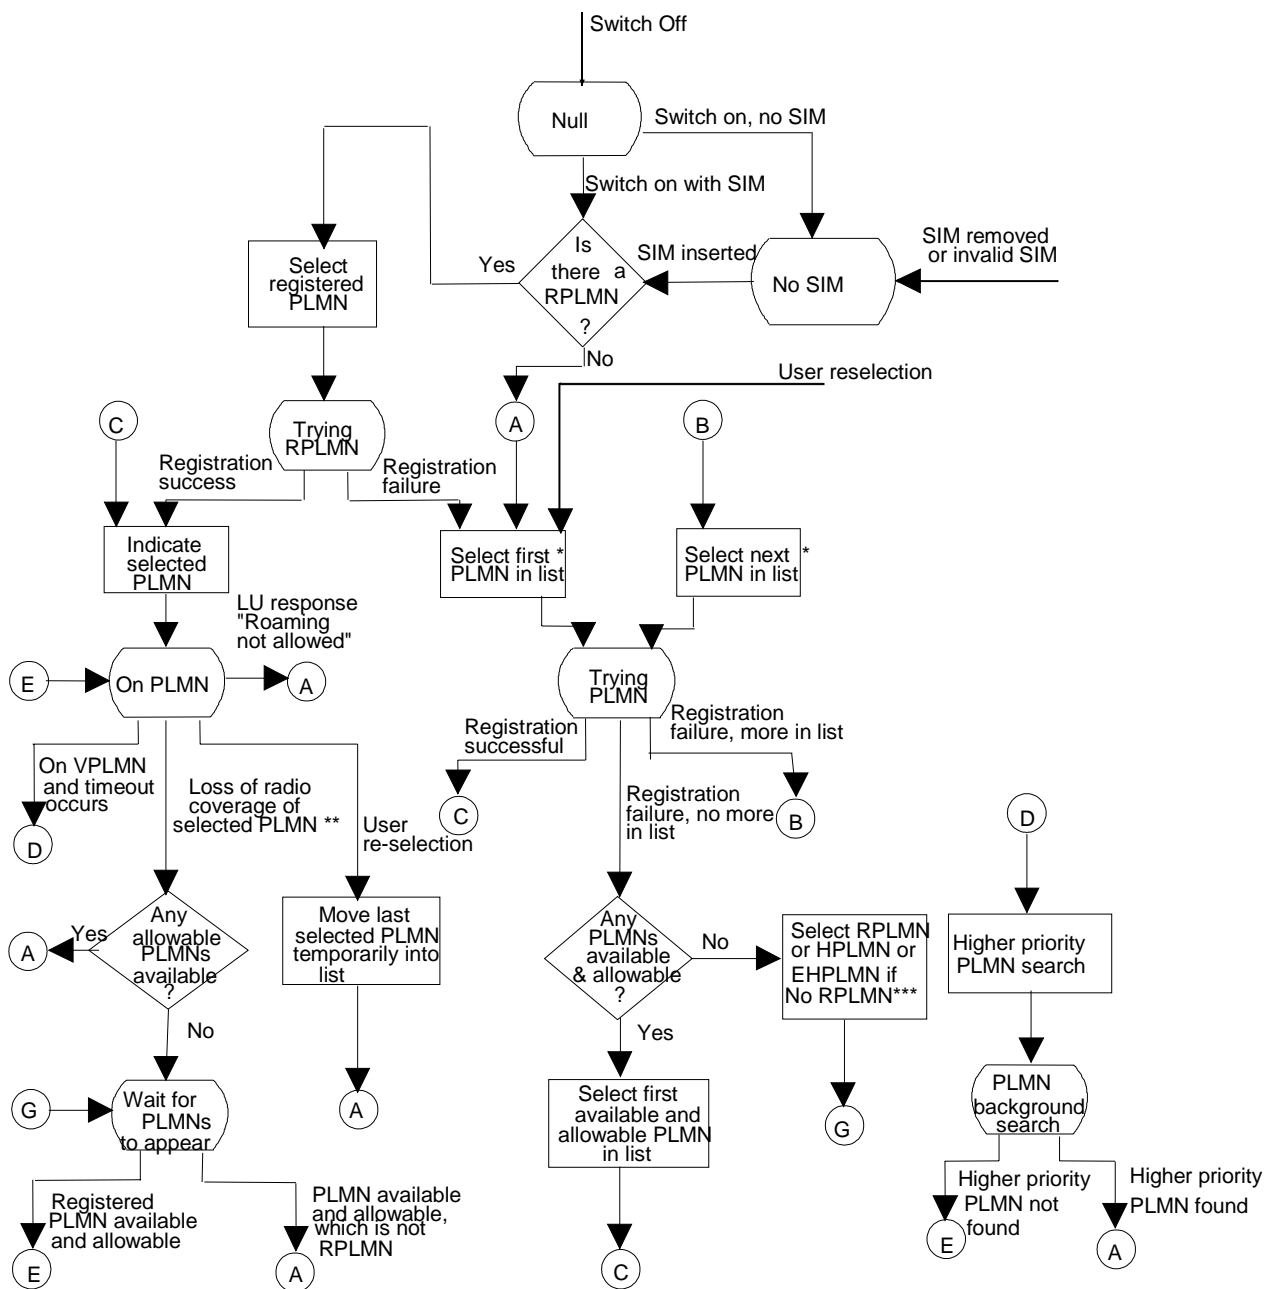 Switch Off
Null
Switch on, no SIM
Switch on with SIM
Is
there a
RPLMN
?
Yes
SIM inserted
No SIM
SIM removed
or invalid SIM
Select
registered
PLMN
No
User reselection
C
Trying
RPLMN
A
B
Registration
success
Registration
failure
Indicate
selected
PLMN
Select first *
PLMN in list
Select next *
PLMN in list
LU response
"Roaming
not allowed"
E
On PLMN
A
Trying
PLMN
Registration
successful
Registration
failure, more in list
On VPLMN
and timeout
occurs
Loss of radio
coverage of
selected PLMN **
User
re-selection
Registration
failure, no more
in list
D
C
B
D
Any
allowable
PLMNs
available
?
Yes
A
Move last
selected PLMN
temporarily into
list
Any
PLMNs
available
& allowable
?
No
Select RPLMN
or HPLMN or
EHPLMN if
No RPLMN***
Higher priority
PLMN search
No
Yes
G
Wait for
PLMNs
to appear
A
Select first
available and
allowable PLMN
in list
G
PLMN
background
search
Registered
PLMN available
and allowable
PLMN available
and allowable,
which is not
RPLMN
Higher priority
PLMN not
found
Higher priority
PLMN found
E
A
C
E
A